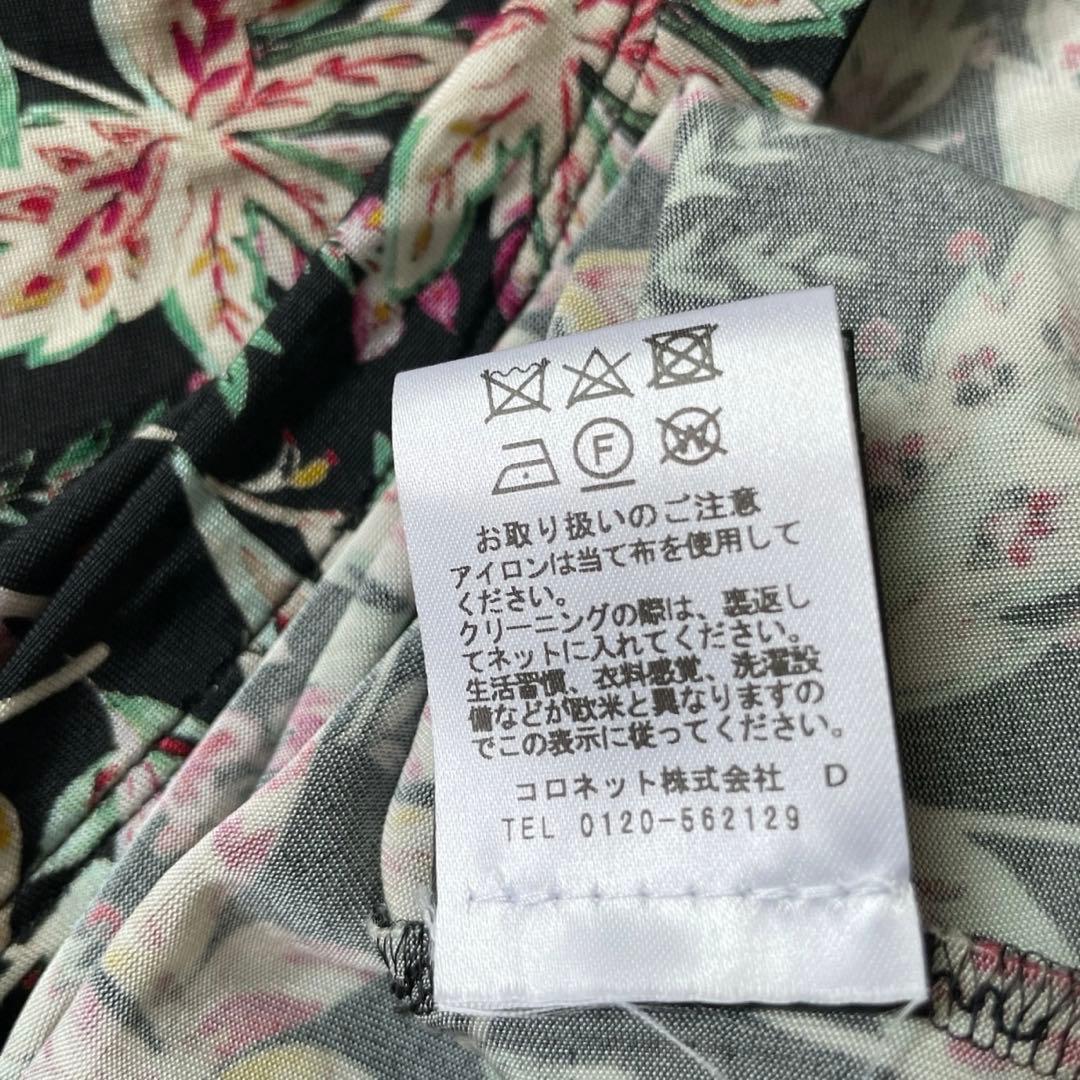 F W
お取り扱いのご注意
アイロンは当て布を使用して
ください。
クリーニングの際は、裏返し
てネットに入れてください。
生活習慣、衣料感覚、洗濯設
備などが欧米と異なりますの
でこの表示に従ってください。
コロネット株式会社 D
TEL 0120-562129